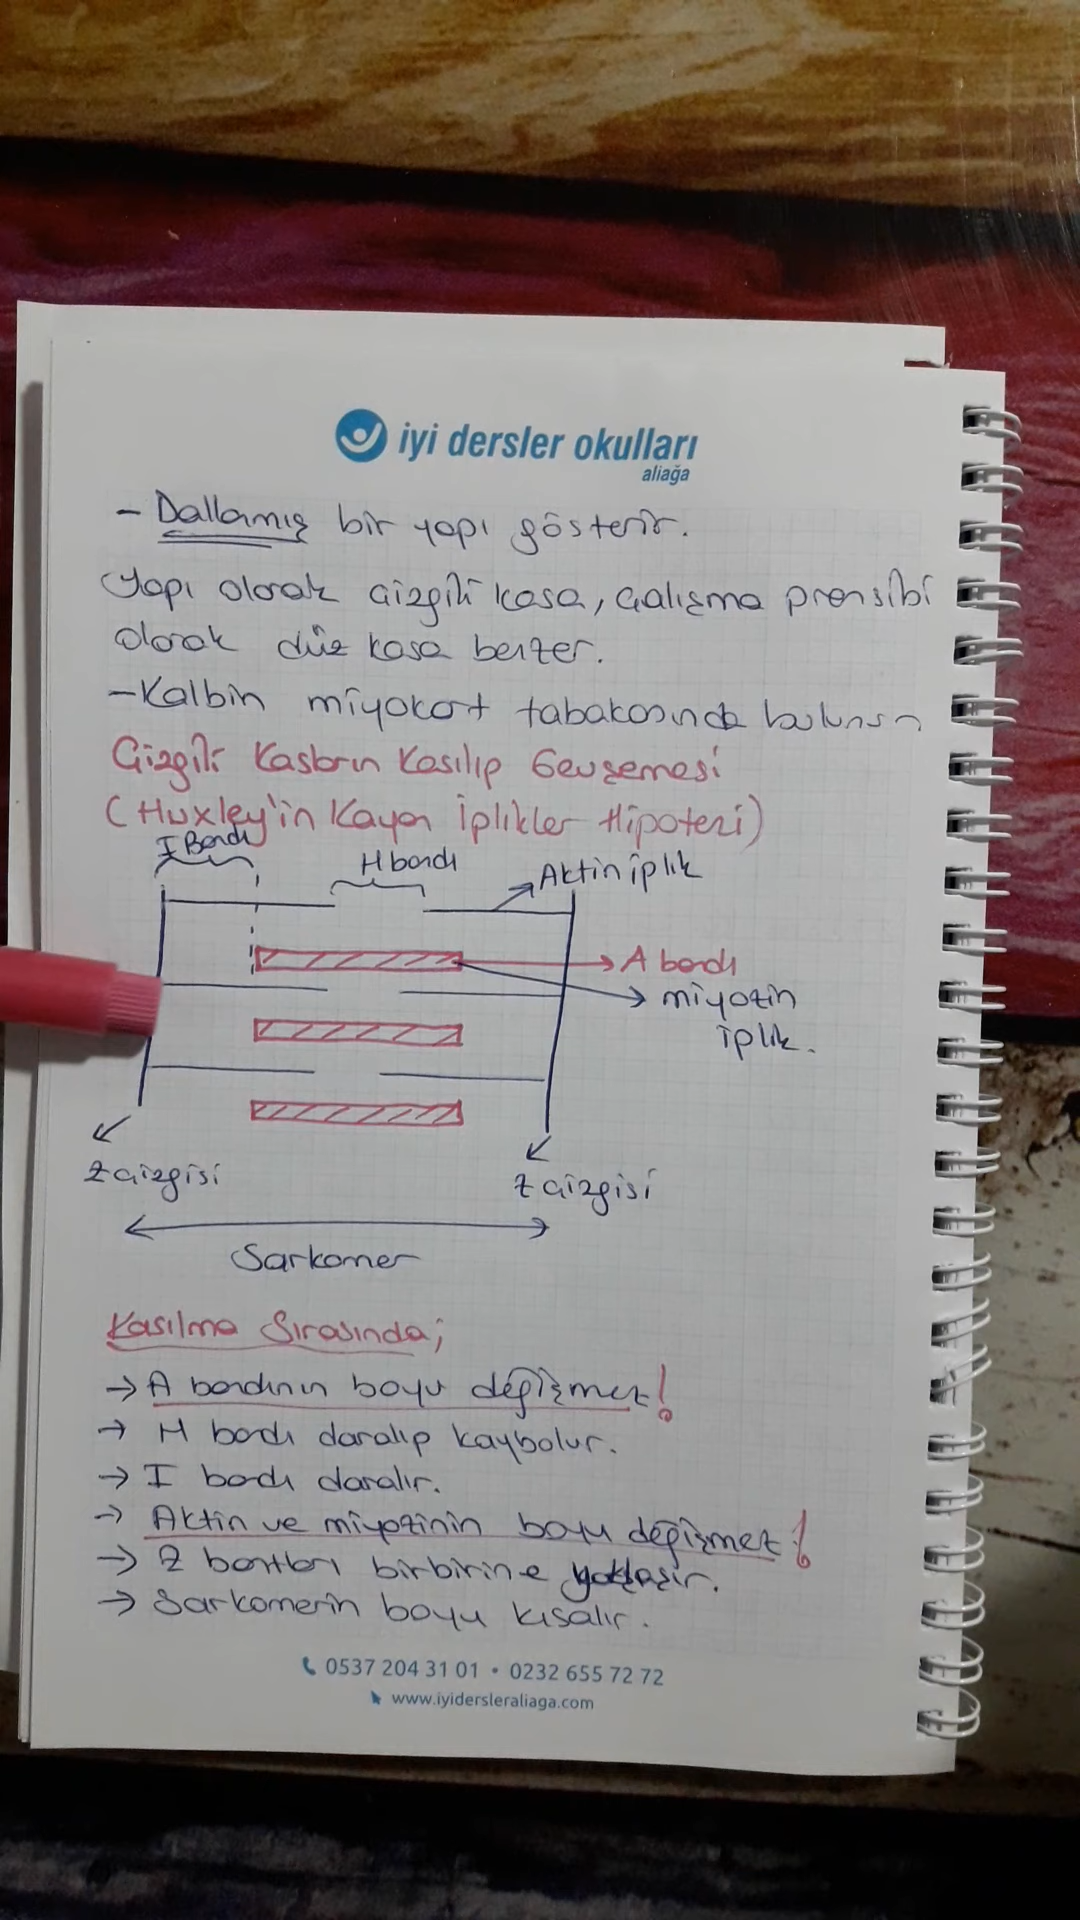 iyi dersler okulları
aliağa
- Dallanmış bir yapı gösterir.
Yapı olarak çizgili kasa, çalışma prensibi
olarak düz kasa benzer.
- Kalbin miyokart tabakasında bulunur
Çizgili Kasların Kasılıp Gevşemesi
(Huxley'in Kayan İplikler Hipotezi)
I Bandı
H bandı
Aktin iplik
A bandı
miyozin
iplik.
Z çizgisi
Z çizgisi
Sarkomer
Kasılma Sırasında;
→ A bandının boyu değişmez!
→ H bandı daralıp kaybolur.
→ I bandı daralır.
→ Aktin ve miyozinin boyu değişmez!
→ Z bantları birbirine yaklaşır.
→ Sarkomerin boyu kısalır.
0537 204 31 01 • 0232 655 72 72
www.iyidersleraliaga.com